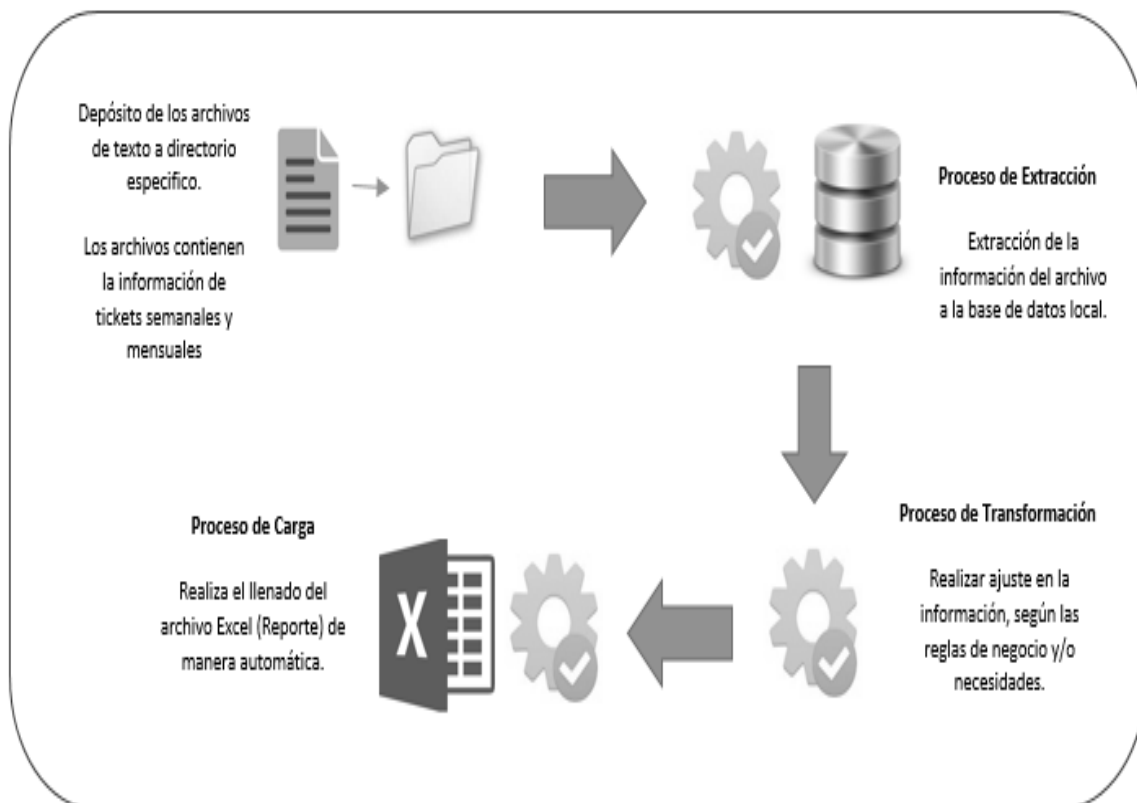 Depósito de los archivos
de texto a directorio
especifico.
Los archivos contienen
la información de
tickets semanales y
mensuales
Proceso de Extracción
Extracción de la
información del archivo
a la base de datos local.
Proceso de Transformación
Realizar ajuste en la
información, según las
reglas de negocio y/o
necesidades.
Proceso de Carga
Realiza el llenado del
archivo Excel (Reporte) de
manera automática.
X